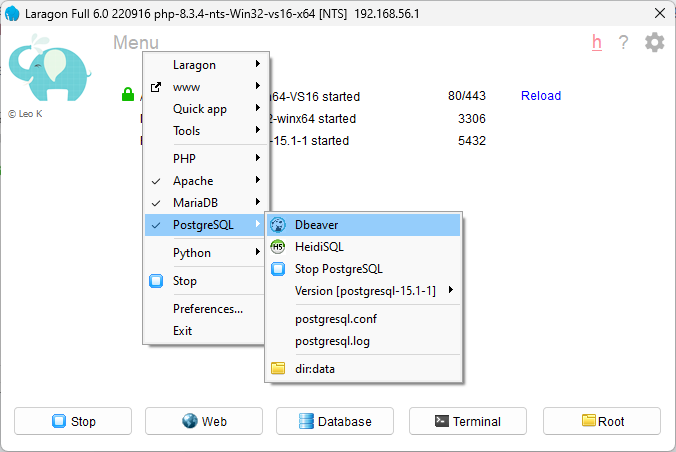 Laragon Full 6.0 220916 php-8.3.4-nts-Win32-vs16-x64 [NTS] 192.168.56.1
Menu
h ?
© Leo K
64-VS16 started 80/443 Reload
2-winx64 started 3306
-15.1-1 started 5432
Laragon
www
Quick app
Tools
PHP
Apache
MariaDB
PostgreSQL
Python
Stop
Preferences...
Exit
Dbeaver
HeidiSQL
Stop PostgreSQL
Version [postgresql-15.1-1]
postgresql.conf
postgresql.log
dir:data
Stop
Web
Database
Terminal
Root